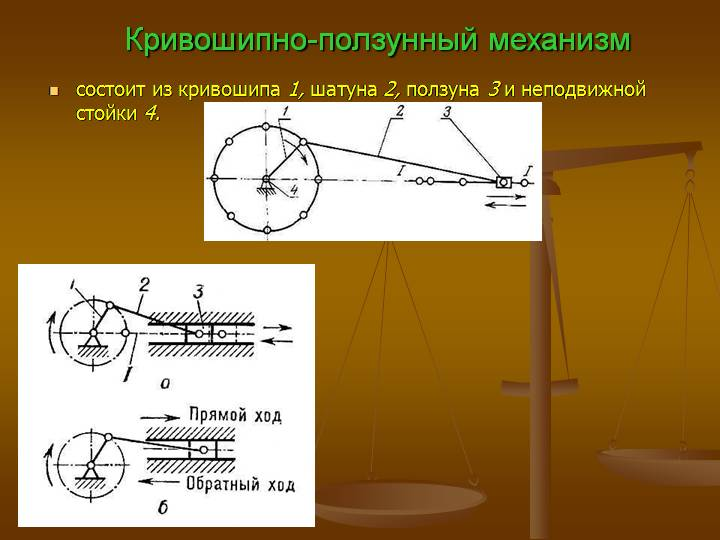 Кривошипно-ползунный механизм
состоит из кривошипа 1, шатуна 2, ползуна 3 и неподвижной
стойки 4.
1 2 3
I I
4
1 2 3
I
а
Прямой ход
Обратный ход
б